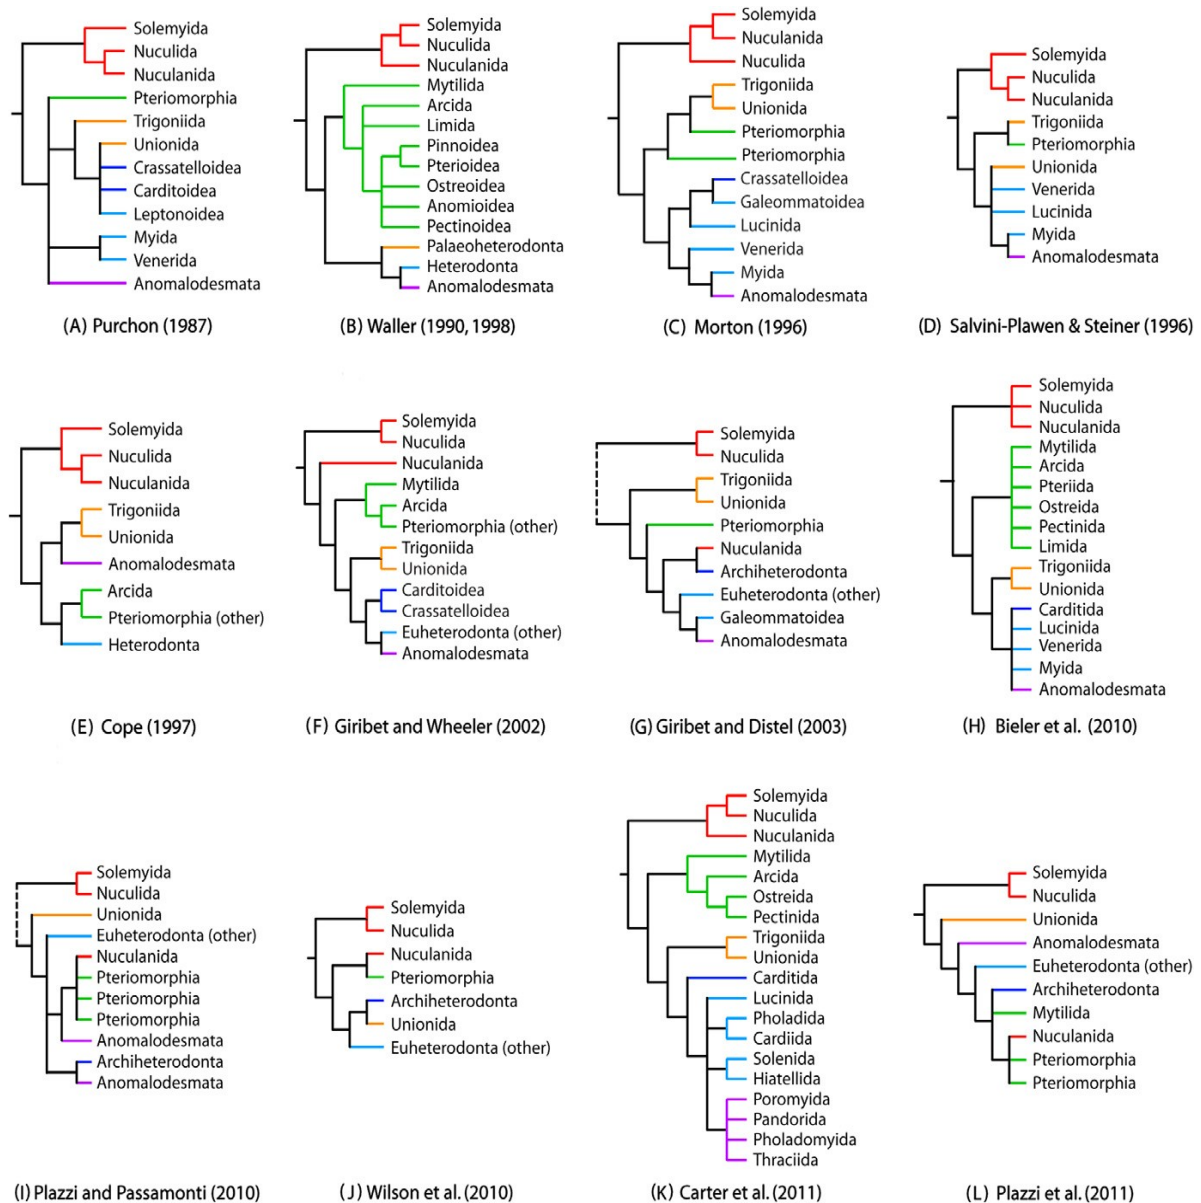 Solemyida
Nuculida
Nuculanida
Pteriomorphia
Trigoniida
Unionida
Crassatelloidea
Carditoidea
Leptonoidea
Myida
Venerida
Anomalodesmata
(A) Purchon (1987)
Solemyida
Nuculida
Nuculanida
Mytilida
Arcida
Limida
Pinnoidea
Pterioidea
Ostreoidea
Anomioidea
Pectinoidea
Palaeoheterodonta
Heterodonta
Anomalodesmata
(B) Waller (1990, 1998)
Solemyida
Nuculanida
Nuculida
Trigoniida
Unionida
Pteriomorphia
Pteriomorphia
Crassatelloidea
Galeommatoidea
Lucinida
Venerida
Myida
Anomalodesmata
(C) Morton (1996)
Solemyida
Nuculida
Nuculanida
Trigoniida
Pteriomorphia
Unionida
Venerida
Lucinida
Myida
Anomalodesmata
(D) Salvini-Plawen & Steiner (1996)
Solemyida
Nuculida
Nuculanida
Trigoniida
Unionida
Anomalodesmata
Arcida
Pteriomorphia (other)
Heterodonta
(E) Cope (1997)
Solemyida
Nuculida
Nuculanida
Mytilida
Arcida
Pteriomorphia (other)
Trigoniida
Unionida
Carditoidea
Crassatelloidea
Euheterodonta (other)
Anomalodesmata
(F) Giribet and Wheeler (2002)
Solemyida
Nuculida
Trigoniida
Unionida
Pteriomorphia
Nuculanida
Archiheterodonta
Euheterodonta (other)
Galeommatoidea
Anomalodesmata
(G) Giribet and Distel (2003)
Solemyida
Nuculida
Nuculanida
Mytilida
Arcida
Pteriida
Ostreida
Pectinida
Limida
Trigoniida
Unionida
Carditida
Lucinida
Venerida
Myida
Anomalodesmata
(H) Bieler et al. (2010)
Solemyida
Nuculida
Unionida
Euheterodonta (other)
Nuculanida
Pteriomorphia
Pteriomorphia
Pteriomorphia
Anomalodesmata
Archiheterodonta
Anomalodesmata
(I) Plazzi and Passamonti (2010)
Solemyida
Nuculida
Nuculanida
Pteriomorphia
Archiheterodonta
Unionida
Euheterodonta (other)
(J) Wilson et al. (2010)
Solemyida
Nuculida
Nuculanida
Mytilida
Arcida
Ostreida
Pectinida
Trigoniida
Unionida
Carditida
Lucinida
Pholadida
Cardiida
Solenida
Hiatellida
Poromyida
Pandorida
Pholadomyida
Thraciida
(K) Carter et al. (2011)
Solemyida
Nuculida
Unionida
Anomalodesmata
Euheterodonta (other)
Archiheterodonta
Mytilida
Nuculanida
Pteriomorphia
Pteriomorphia
(L) Plazzi et al. (2011)